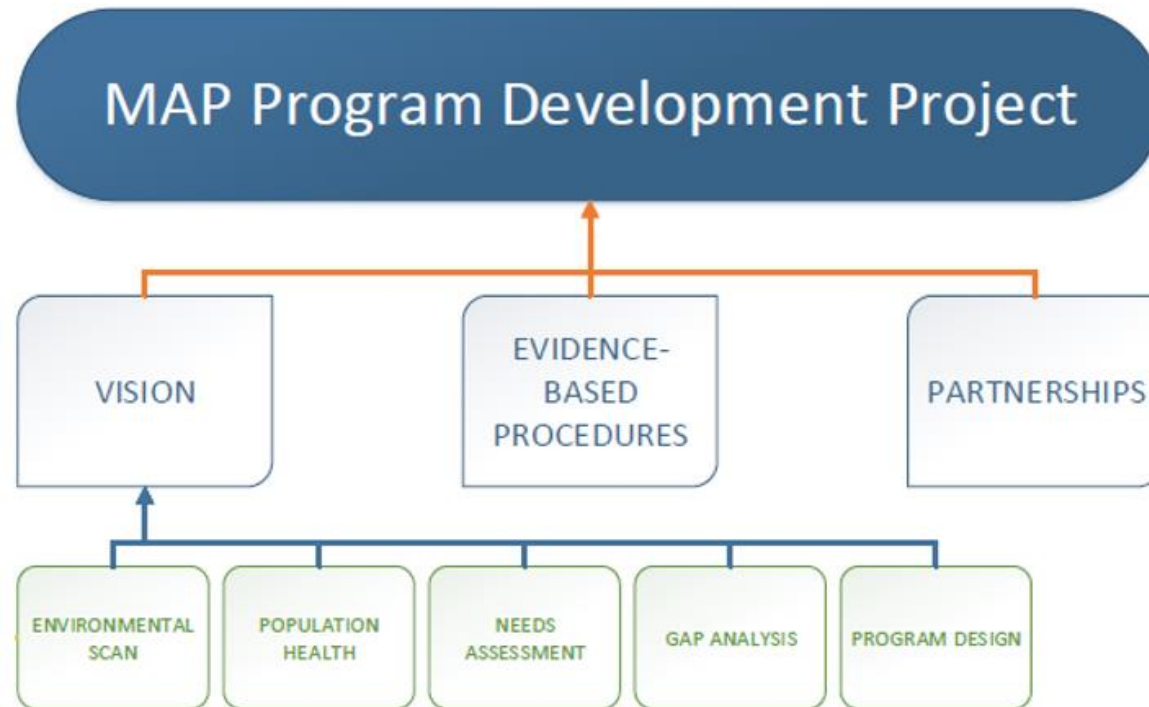 MAP Program Development Project
VISION
EVIDENCE-
BASED
PROCEDURES
PARTNERSHIPS
ENVIRONMENTAL
SCAN
POPULATION
HEALTH
NEEDS
ASSESSMENT
GAP ANALYSIS
PROGRAM DESIGN